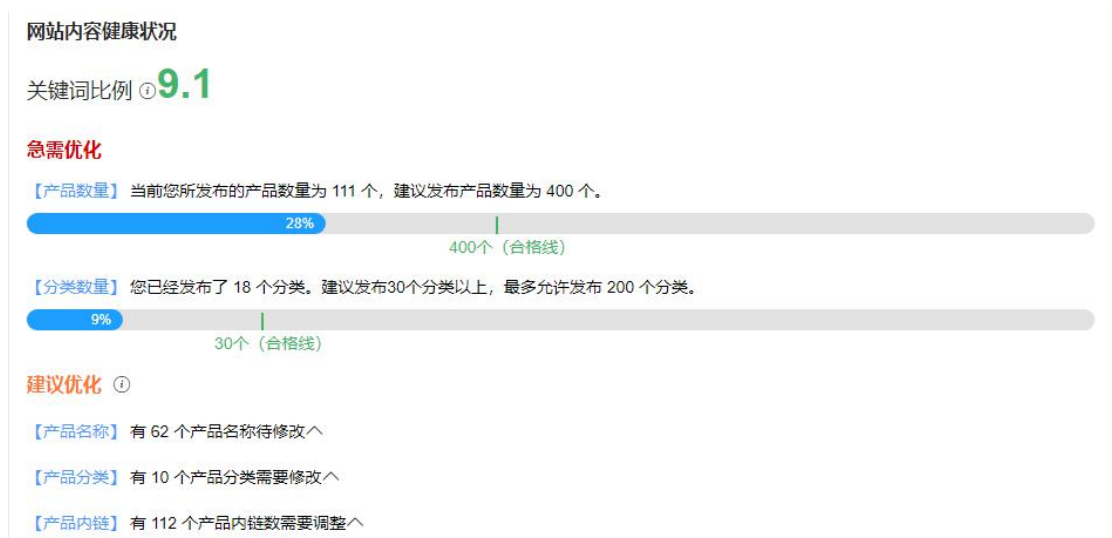 网站内容健康状况
关键词比例 9.1
急需优化
【产品数量】 当前您所发布的产品数量为 111 个，建议发布产品数量为 400 个。
28%
400个（合格线）
【分类数量】 您已经发布了 18 个分类。建议发布30个分类以上，最多允许发布 200 个分类。
9%
30个（合格线）
建议优化
【产品名称】 有 62 个产品名称待修改
【产品分类】 有 10 个产品分类需要修改
【产品内链】 有 112 个产品内链数需要调整